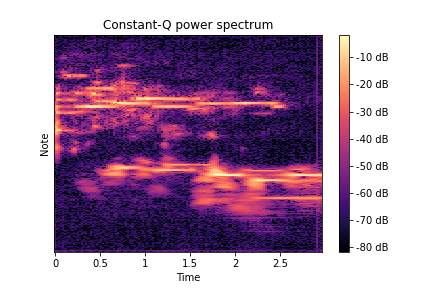 Constant-Q power spectrum
Note
-10 dB
-20 dB
-30 dB
-40 dB
-50 dB
-60 dB
-70 dB
-80 dB
0
0.5
1
1.5
2
2.5
Time